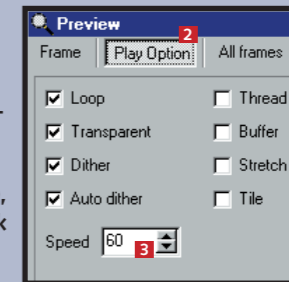 Preview
2
Frame Play Option All frames
Loop Thread
Transparent Buffer
Dither Stretch
Auto dither Tile
Speed 60 3